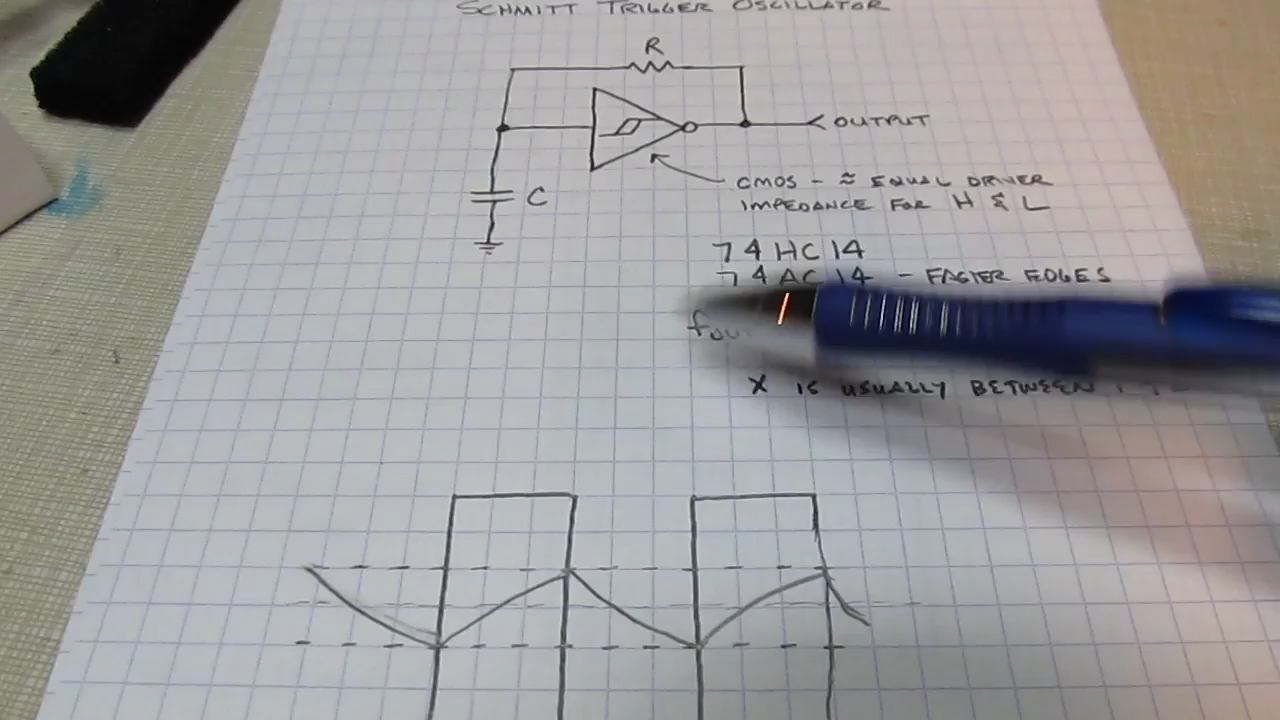 SCHMITT TRIGGER OSCILLATOR
R
OUTPUT
C
CMOS - ≈ EQUAL DRIVER
IMPEDANCE FOR H & L
74HC14
74AC14 - FASTER EDGES
X IS USUALLY BETWEEN